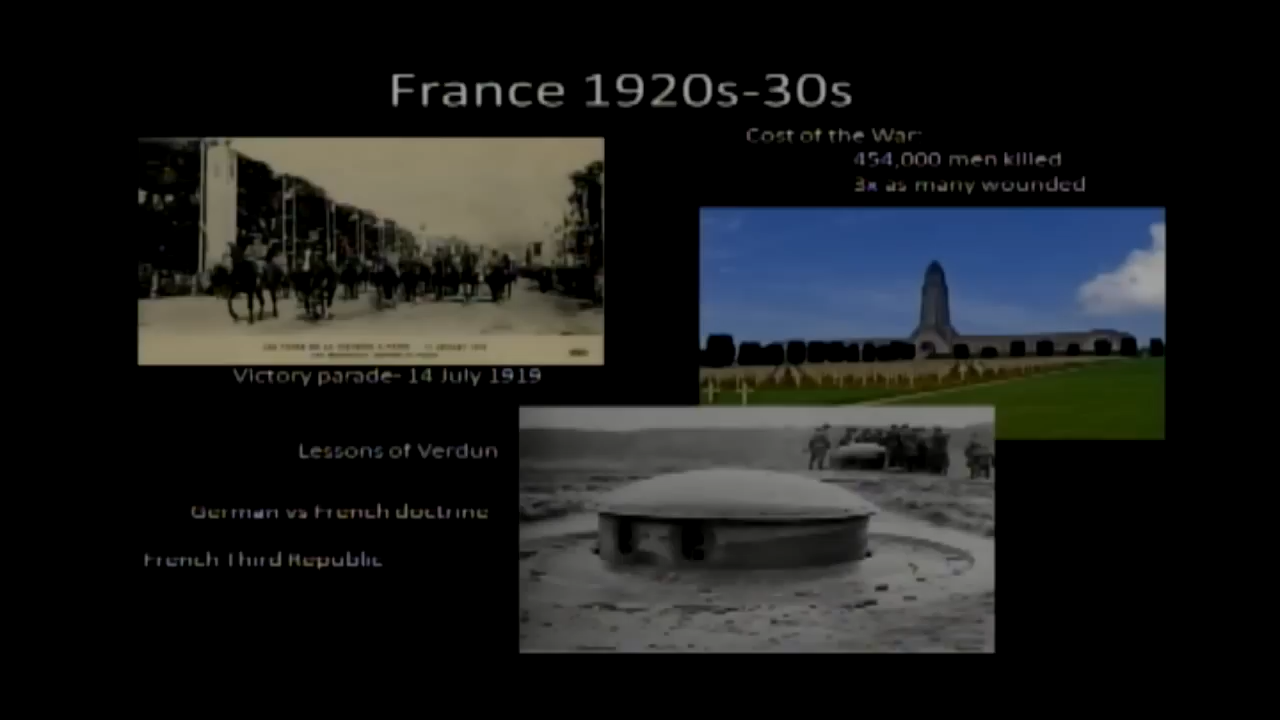 France 1920s-30s
Cost of the War:
454,000 men killed
3x as many wounded
Victory parade- 14 July 1919
Lessons of Verdun
German vs French doctrine
French Third Republic